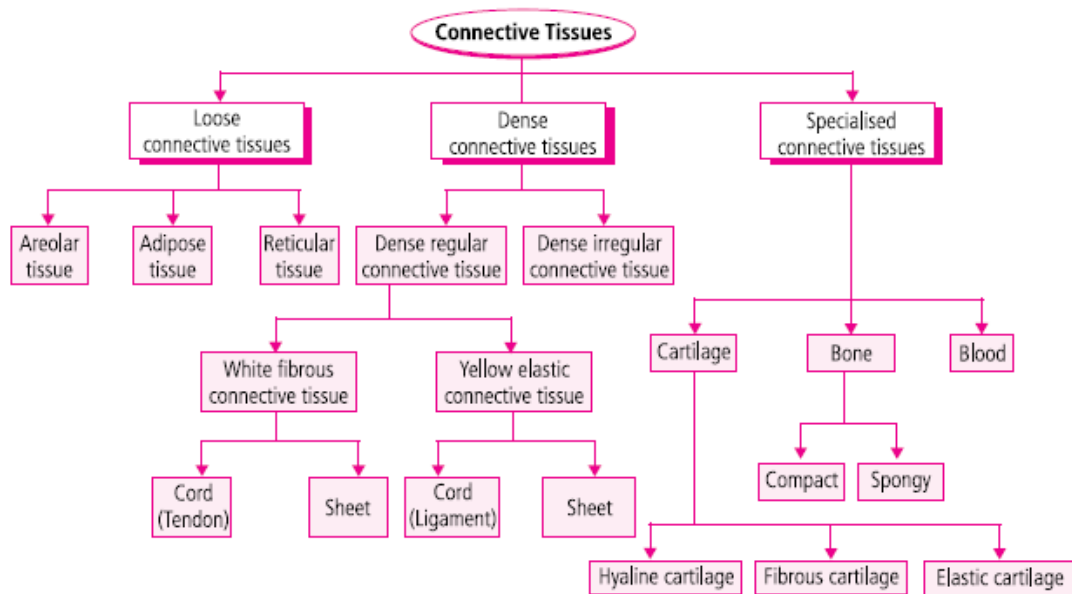 Connective Tissues
Loose
connective tissues
Dense
connective tissues
Specialised
connective tissues
Areolar
tissue
Adipose
tissue
Reticular
tissue
Dense regular
connective tissue
Dense irregular
connective tissue
Cartilage
Bone
Blood
White fibrous
connective tissue
Yellow elastic
connective tissue
Compact
Spongy
Cord
(Tendon)
Sheet
Cord
(Ligament)
Sheet
Hyaline cartilage
Fibrous cartilage
Elastic cartilage